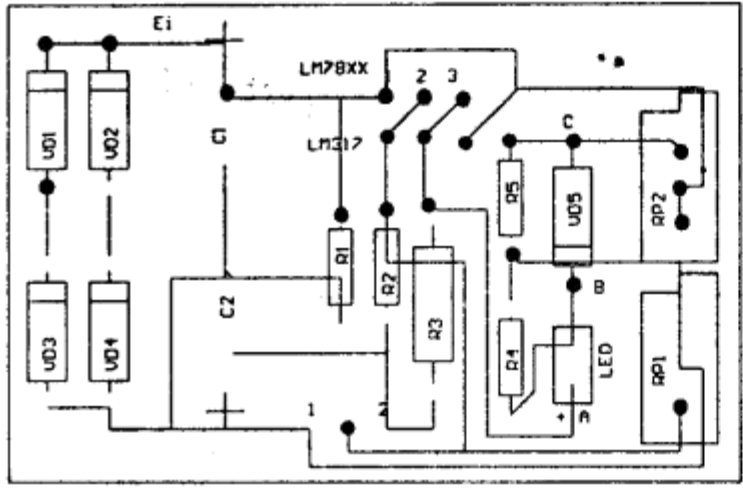 Ei
LM78XX 1 2 3
LM317
VD1
VD2
C1
C
R5
VD5
RP2
R1
R2
C2
R3
B
VD3
VD4
R4
LED
RP1
1
2
+ A